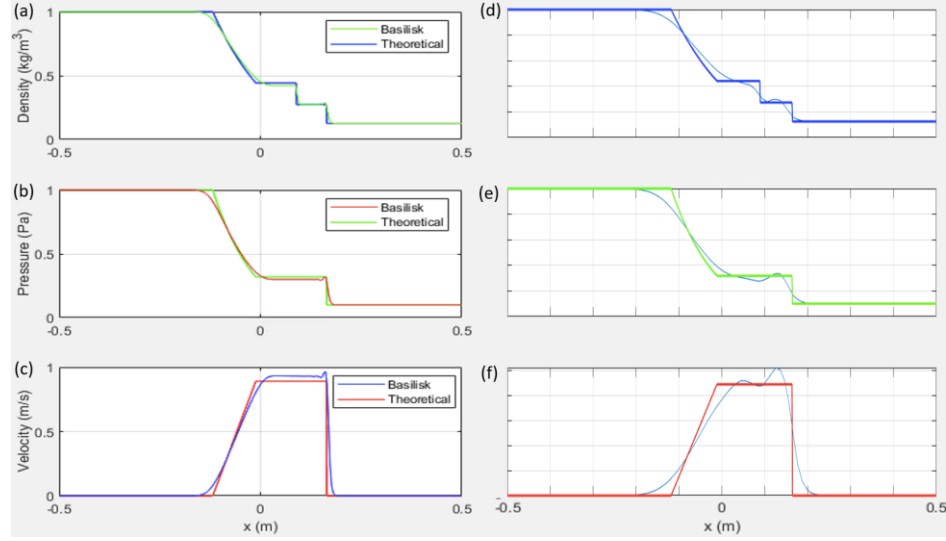 (a)
Density (kg/m³)
1
0.5
0
Basilisk
Theoretical
-0.5
0
0.5
(b)
Pressure (Pa)
1
0.5
0
Basilisk
Theoretical
-0.5
0
0.5
(c)
Velocity (m/s)
1
0.5
0
Basilisk
Theoretical
-0.5
0
0.5
x (m)
(d)
(e)
(f)
-0.5
0
0.5
x (m)